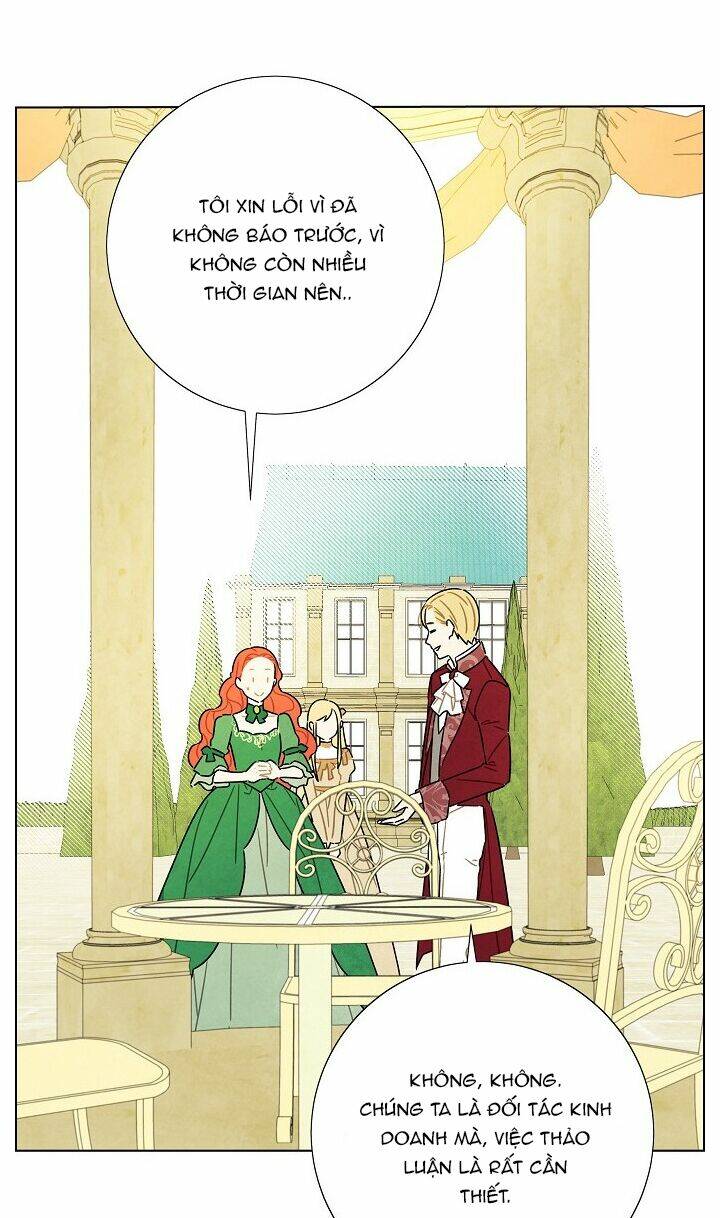 TÔI XIN LỖI VÌ ĐÃ
KHÔNG BÁO TRƯỚC, VÌ
KHÔNG CÒN NHIỀU
THỜI GIAN NÊN..
KHÔNG, KHÔNG.
CHÚNG TA LÀ ĐỐI TÁC KINH
DOANH MÀ, VIỆC THẢO
LUẬN LÀ RẤT CẦN
THIẾT.